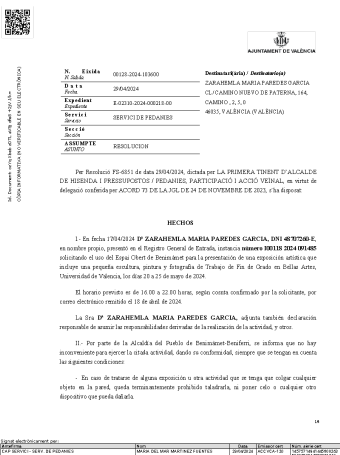 AJUNTAMENT DE VALÈNCIA
N. Eixida
N. Salida
00128-2024-103600
Data
Fecha
29/04/2024
Expedient
Expediente
E-02310-2024-000218-00
Servici
Servicio
SERVICI DE PEDANIES
Secció
Sección
ASSUMPTE
ASUNTO
RESOLUCION
Destinatari/ària / Destinatario/a
ZARAHEMLA MARIA PAREDES GARCIA
CL/CAMINO NUEVO DE PATERNA, 164,
CAMINO, 2, 5, 0
46035, VALÈNCIA (VALÈNCIA)
CÒPIA INFORMATIVA (NO VERIFICABLE EN SEU ELECTRÒNICA)
Per Resolució FS-6851 de data 29/04/2024, dictada per LA PRIMERA TINENT D'ALCALDE
DE HISENDA I PRESSUPOSTOS / PEDANIES, PARTICIPACIÓ I ACCIÓ VEÏNAL, en virtut de
delegació conferida per ACORD 73 DE LA JGL DE 24 DE NOVEMBRE DE 2023, s'ha disposat:
HECHOS
I.- En fecha 17/04/2024 Dª ZARAHEMLA MARIA PAREDES GARCIA, DNI
en nombre propio, presentó en el Registro General de Entrada, instancia número I00118 2024 091485
solicitando el uso del Espai Obert de Benimàmet para la presentación de una exposición artística que
incluye una pequeña escultura, pintura y fotografía de Trabajo de Fin de Grado en Bellas Artes,
Universidad de Valencia, los días 20 a 25 de mayo de 2024.
El horario previsto es de 16.00 a 22.00 horas, según consta confirmado por la solicitante, por
correo electrónico remitido el 18 de abril de 2024.
La Sra Dª ZARAHEMLA MARIA PAREDES GARCIA, adjunta también declaración
responsable de asumir las responsabilidades derivadas de la realización de la actividad, y otros.
II.- Por parte de la Alcaldía del Pueblo de Benimàmet-Beniferri, se informa que no hay
inconveniente para ejercer la citada actividad, dando su conformidad, siempre que se tengan en cuenta
las siguientes condiciones:
- En caso de tratarse de alguna exposición u otra actividad que se tenga que colgar cualquier
objeto en la pared, queda terminantemente prohibido taladrarla, ni poner celo o cualquier otro
dispositivo que pueda dañarla.
Signat electrònicament per:
Antefirma Nom Data Emissor cert Núm. sèrie cert
CAP SERVICI - SERV. DE PEDANIES MARIA DEL MAR MARTINEZ FUENTES 29/04/2024 ACCVCA-120